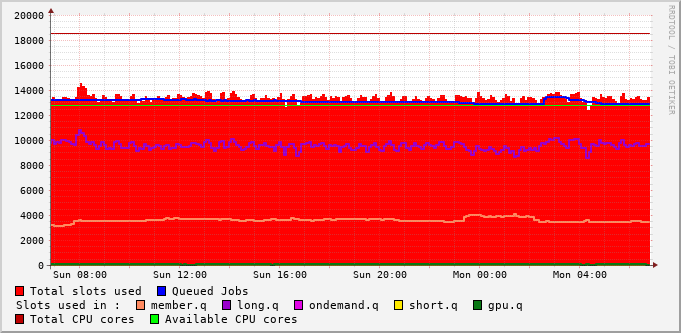 20000
18000
16000
14000
12000
10000
8000
6000
4000
2000
0
Sun 08:00 Sun 12:00 Sun 16:00 Sun 20:00 Mon 00:00 Mon 04:00
RRDTOOL / TOBI OETIKER
Total slots used Queued Jobs
Slots used in : member.q long.q ondemand.q short.q gpu.q
Total CPU cores Available CPU cores